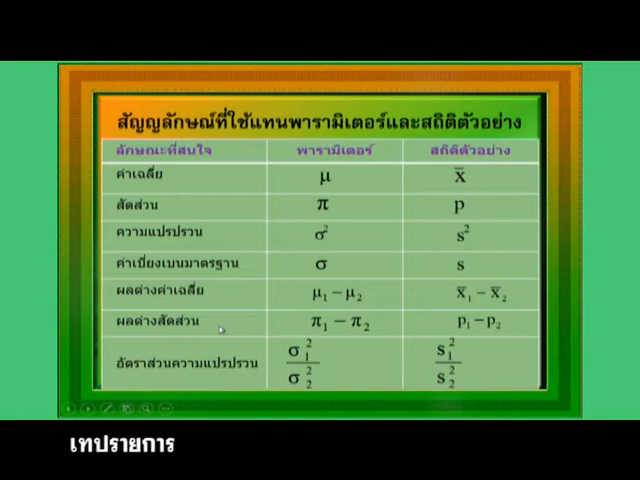 สัญญลักษณ์ที่ใช้แทนพารามิเตอร์และสถิติตัวอย่าง
ลักษณะที่สนใจ พารามิเตอร์ สถิติตัวอย่าง
ค่าเฉลี่ย μ x̅
สัดส่วน π p
ความแปรปรวน σ² s²
ค่าเบี่ยงเบนมาตรฐาน σ s
ผลต่างค่าเฉลี่ย μ₁ − μ₂ x̅₁ − x̅₂
ผลต่างสัดส่วน π₁ − π₂ p₁ − p₂
อัตราส่วนความแปรปรวน σ₁²/σ₂² s₁²/s₂²
เทปรายการ